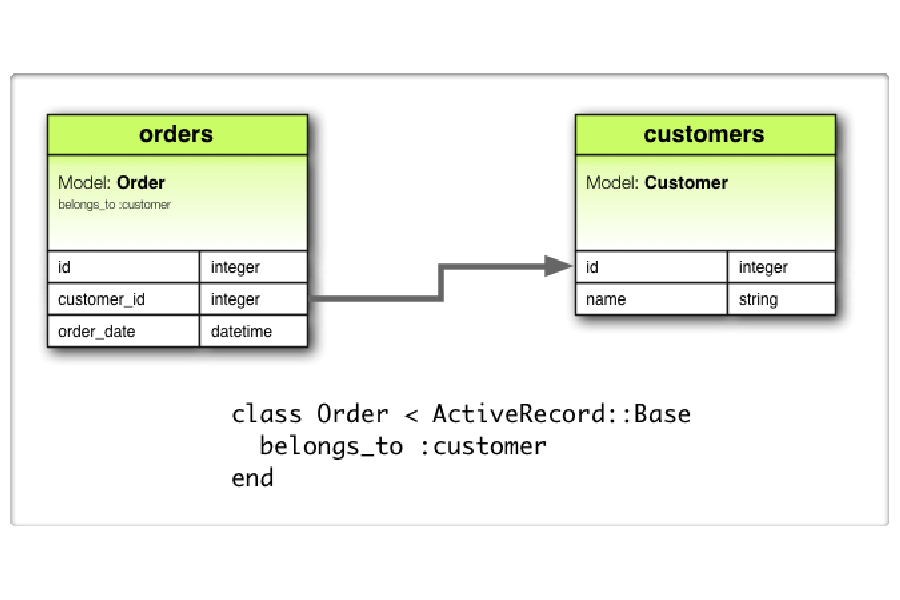 orders
Model: Order
belongs_to :customer
id integer
customer_id integer
order_date datetime
customers
Model: Customer
id integer
name string
class Order < ActiveRecord::Base
  belongs_to :customer
end